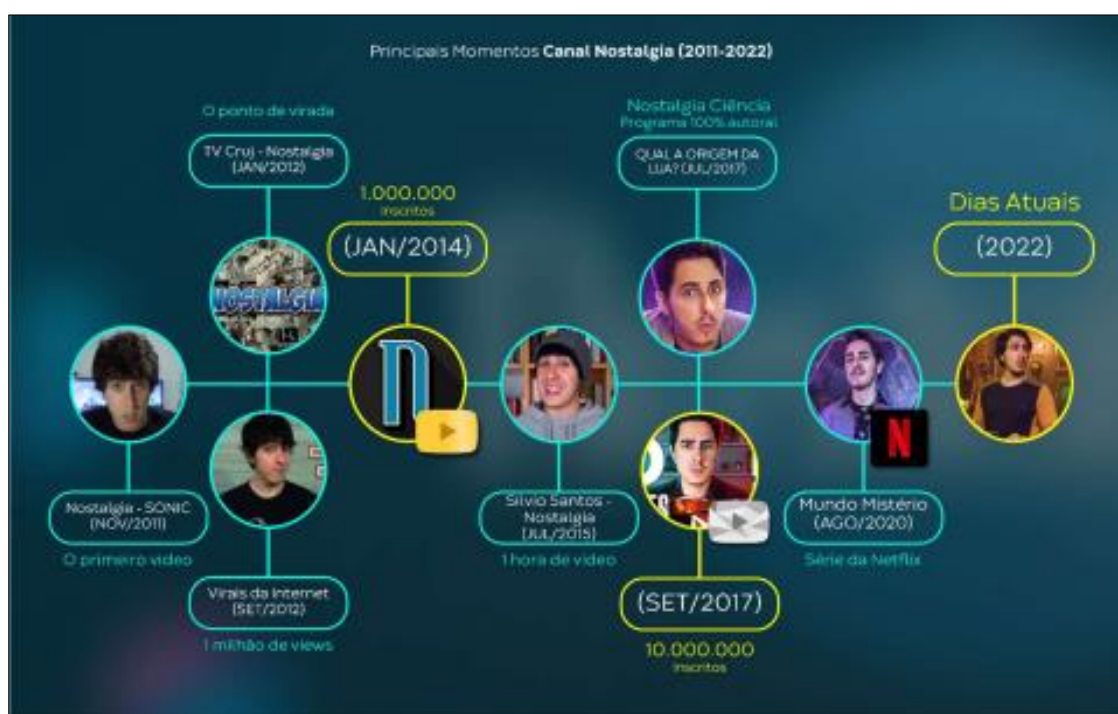 Principais Momentos Canal Nostalgia (2011-2022)
O ponto de virada
TV Cruj - Nostalgia
(JAN/2012)
NOSTALGIA
1.000.000
inscritos
(JAN/2014)
Nostalgia Ciência
Programa 100% autoral
QUAL A ORIGEM DA
LUA? (JUL/2017)
Dias Atuais
(2022)
Nostalgia - SONIC
(NOV/2011)
O primeiro video
Virais da Internet
(SET/2012)
1 milhão de views
Silvio Santos -
Nostalgia
(JUL/2015)
1 hora de video
(SET/2017)
10.000.000
inscritos
N
Mundo Mistério
(AGO/2020)
Série da Netflix